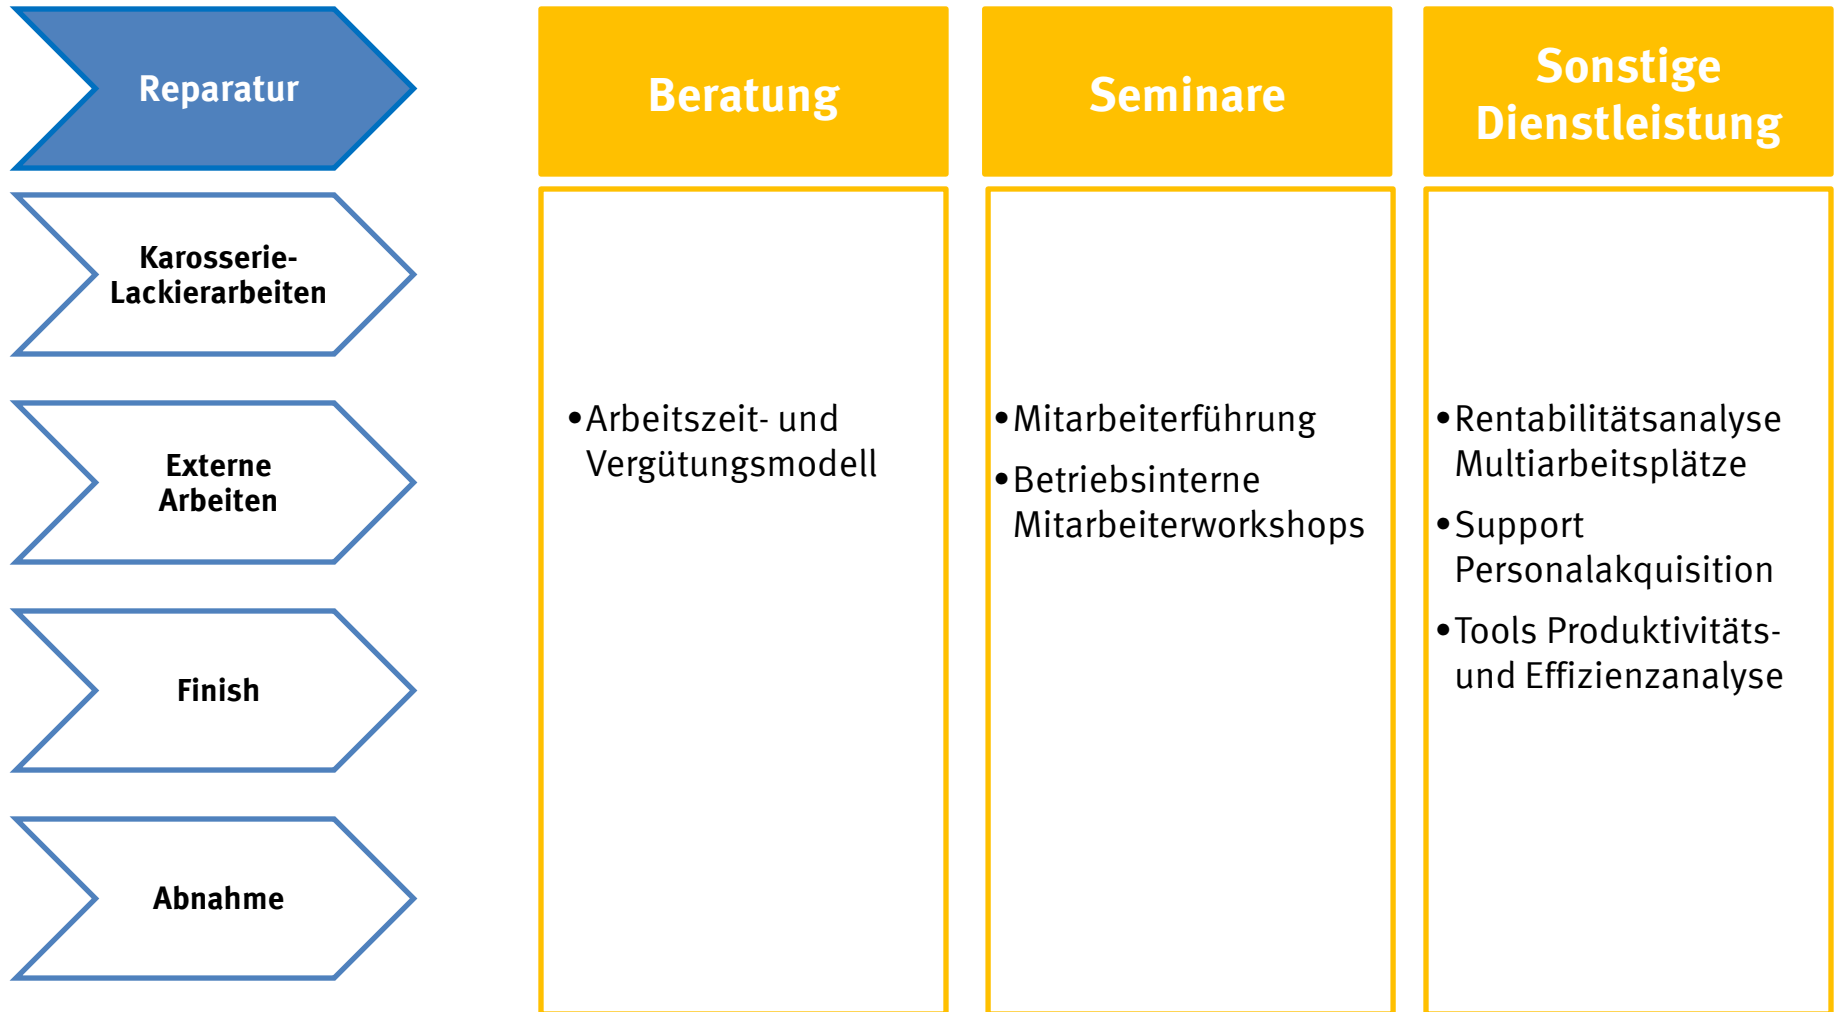 Reparatur
Karosserie-
Lackierarbeiten
Externe
Arbeiten
Finish
Abnahme
Beratung
•Arbeitszeit- und
Vergütungsmodell
Seminare
•Mitarbeiterführung
•Betriebsinterne
Mitarbeiterworkshops
Sonstige
Dienstleistung
•Rentabilitätsanalyse
Multiarbeitsplätze
•Support
Personalakquisition
•Tools Produktivitäts-
und Effizienzanalyse